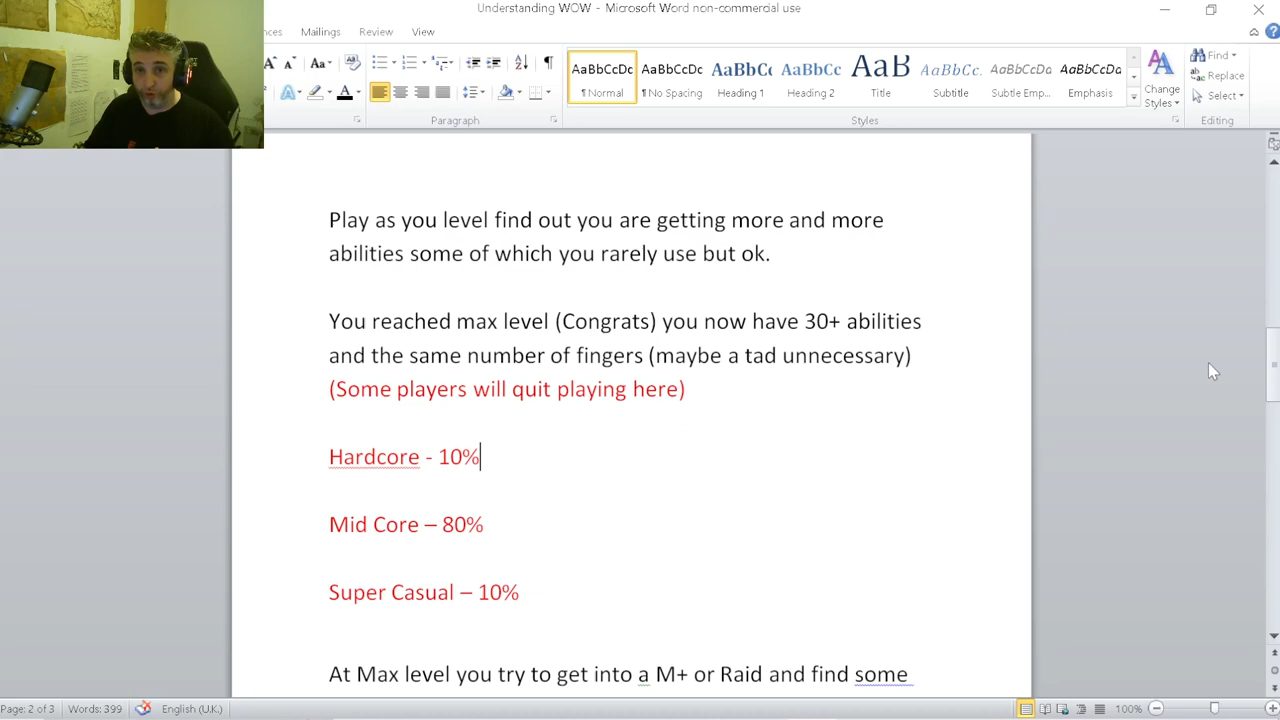 Understanding WOW - Microsoft Word non-commercial use
nces Mailings Review View
Aa
AaBbCcDc AaBbCcDc AaBbCc AaBbCc AaB AaBbCc. AaBbCcDc AaBbCcDc
¶ Normal ¶ No Spacing Heading 1 Heading 2 Title Subtitle Subtle Emp... Emphasis
Change Styles
Find
Replace
Select
Paragraph Styles Editing
Play as you level find out you are getting more and more
abilities some of which you rarely use but ok.
You reached max level (Congrats) you now have 30+ abilities
and the same number of fingers (maybe a tad unnecessary)
(Some players will quit playing here)
Hardcore - 10%
Mid Core – 80%
Super Casual – 10%
At Max level you try to get into a M+ or Raid and find some
Page: 2 of 3 Words: 399 English (U.K.) 100%